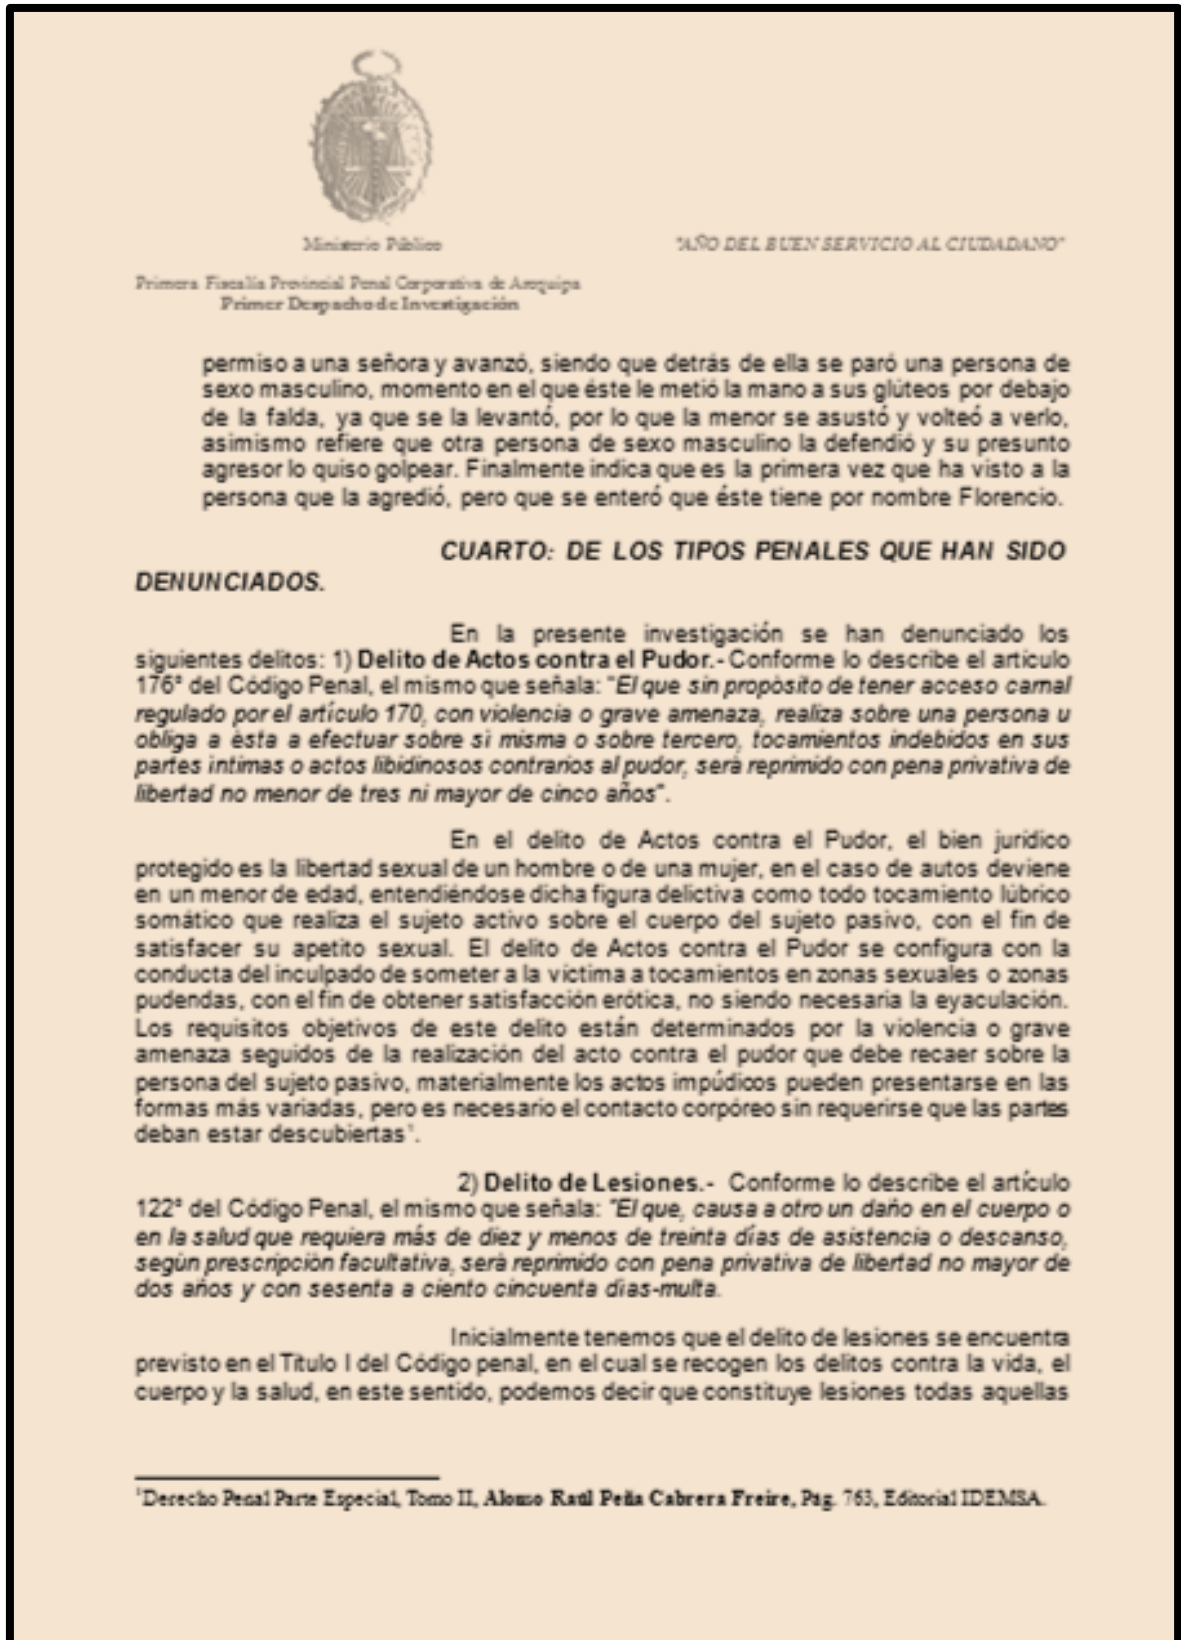 Ministerio Público
"AÑO DEL BUEN SERVICIO AL CIUDADANO"
Primera Fiscalía Provincial Penal Corporativa de Arequipa
Primer Despacho de Investigación
permiso a una señora y avanzó, siendo que detrás de ella se paró una persona de
sexo masculino, momento en el que éste le metió la mano a sus glúteos por debajo
de la falda, ya que se la levantó, por lo que la menor se asustó y volteó a verlo,
asimismo refiere que otra persona de sexo masculino la defendió y su presunto
agresor lo quiso golpear. Finalmente indica que es la primera vez que ha visto a la
persona que la agredió, pero que se enteró que éste tiene por nombre Florencio.
CUARTO: DE LOS TIPOS PENALES QUE HAN SIDO
DENUNCIADOS.
En la presente investigación se han denunciado los
siguientes delitos: 1) Delito de Actos contra el Pudor.- Conforme lo describe el artículo
176° del Código Penal, el mismo que señala: "El que sin propósito de tener acceso carnal
regulado por el artículo 170, con violencia o grave amenaza, realiza sobre una persona u
obliga a ésta a efectuar sobre sí misma o sobre tercero, tocamientos indebidos en sus
partes íntimas o actos libidinosos contrarios al pudor, será reprimido con pena privativa de
libertad no menor de tres ni mayor de cinco años".
En el delito de Actos contra el Pudor, el bien jurídico
protegido es la libertad sexual de un hombre o de una mujer, en el caso de autos deviene
en un menor de edad, entendiéndose dicha figura delictiva como todo tocamiento lúbrico
somático que realiza el sujeto activo sobre el cuerpo del sujeto pasivo, con el fin de
satisfacer su apetito sexual. El delito de Actos contra el Pudor se configura con la
conducta del inculpado de someter a la víctima a tocamientos en zonas sexuales o zonas
pudendas, con el fin de obtener satisfacción erótica, no siendo necesaria la eyaculación.
Los requisitos objetivos de este delito están determinados por la violencia o grave
amenaza seguidos de la realización del acto contra el pudor que debe recaer sobre la
persona del sujeto pasivo, materialmente los actos impúdicos pueden presentarse en las
formas más variadas, pero es necesario el contacto corpóreo sin requerirse que las partes
deban estar descubiertas¹.
2) Delito de Lesiones.- Conforme lo describe el artículo
122° del Código Penal, el mismo que señala: "El que, causa a otro un daño en el cuerpo o
en la salud que requiera más de diez y menos de treinta días de asistencia o descanso,
según prescripción facultativa, será reprimido con pena privativa de libertad no mayor de
dos años y con sesenta a ciento cincuenta días-multa.
Inicialmente tenemos que el delito de lesiones se encuentra
previsto en el Título I del Código penal, en el cual se recogen los delitos contra la vida, el
cuerpo y la salud, en este sentido, podemos decir que constituye lesiones todas aquellas
¹Derecho Penal Parte Especial, Tomo II, Alonso Raúl Peña Cabrera Freire, Pág. 763, Editorial IDEMSA.